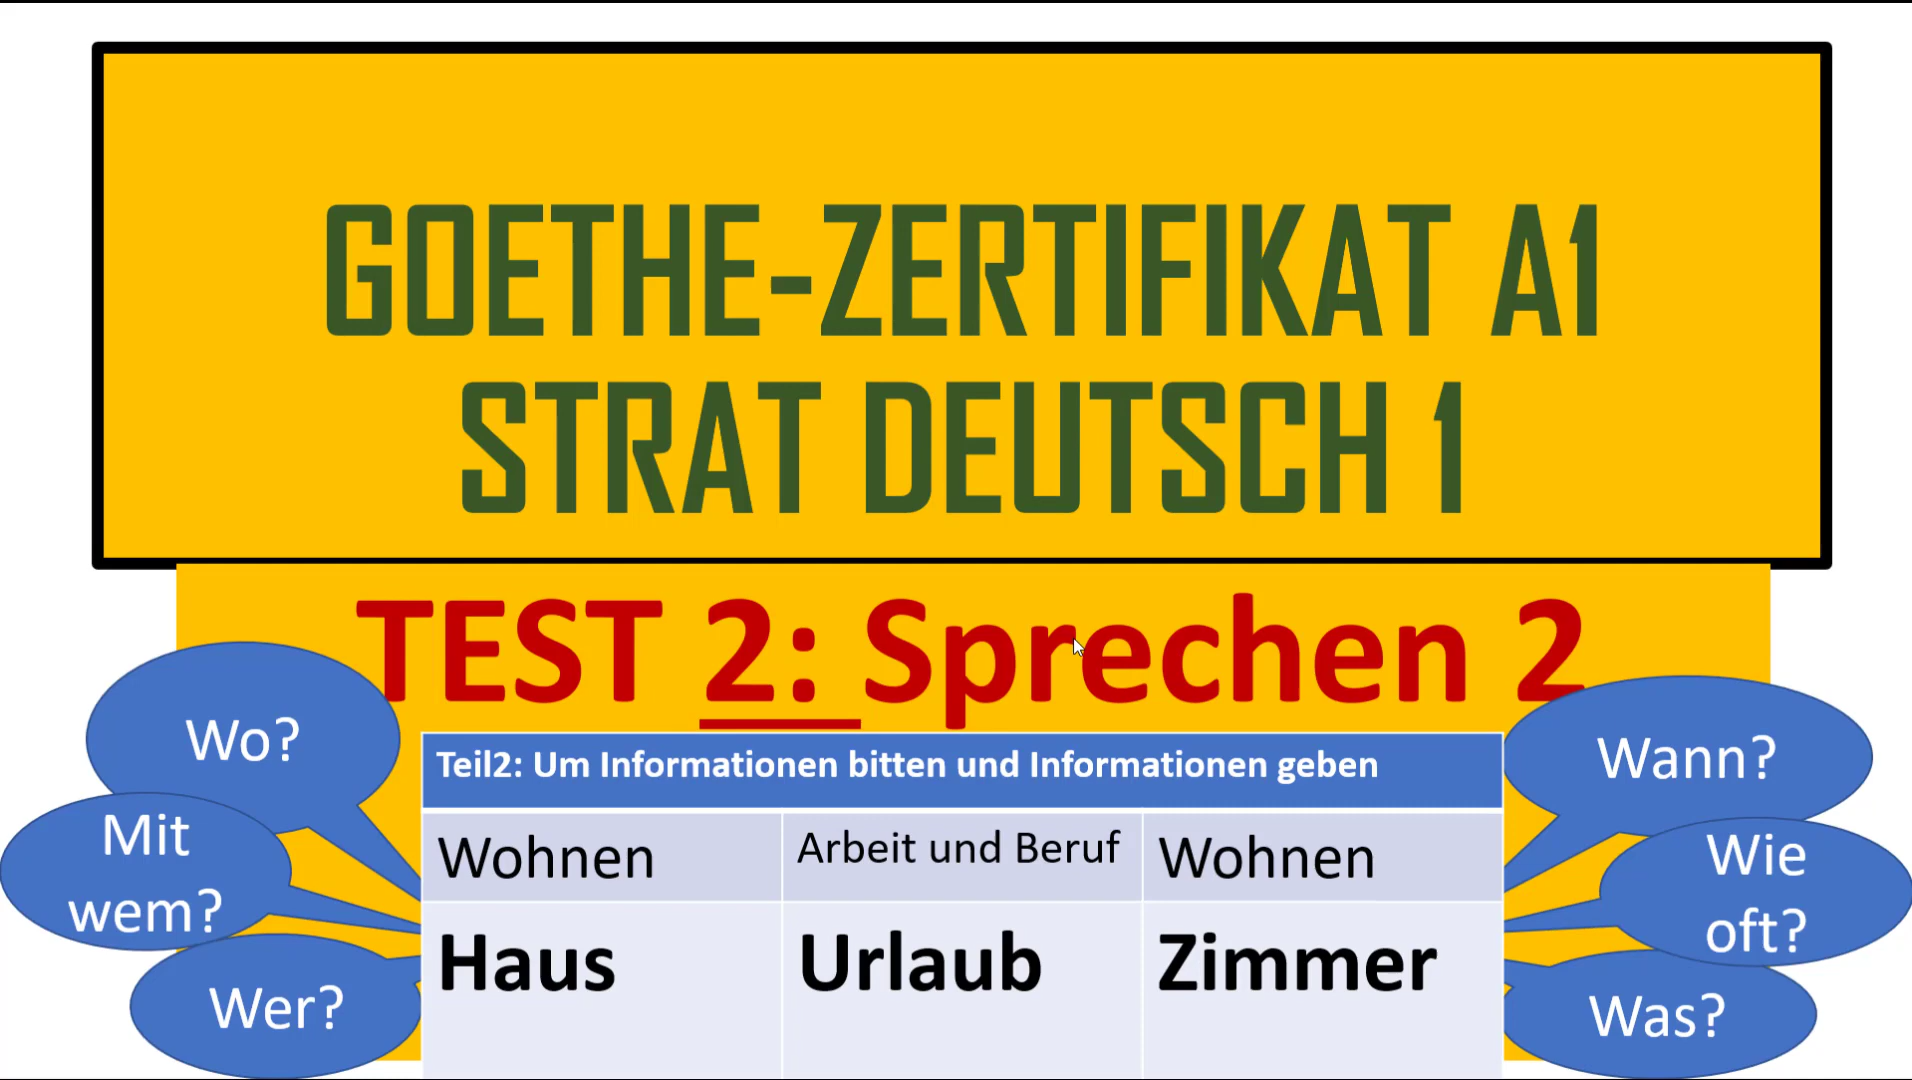 GOETHE-ZERTIFIKAT A1
STRAT DEUTSCH 1
TEST 2: Sprechen 2
Wo?
Mit
wem?
Wer?
Teil2: Um Informationen bitten und Informationen geben
Wohnen Arbeit und Beruf Wohnen
Haus Urlaub Zimmer
Wann?
Wie
oft?
Was?